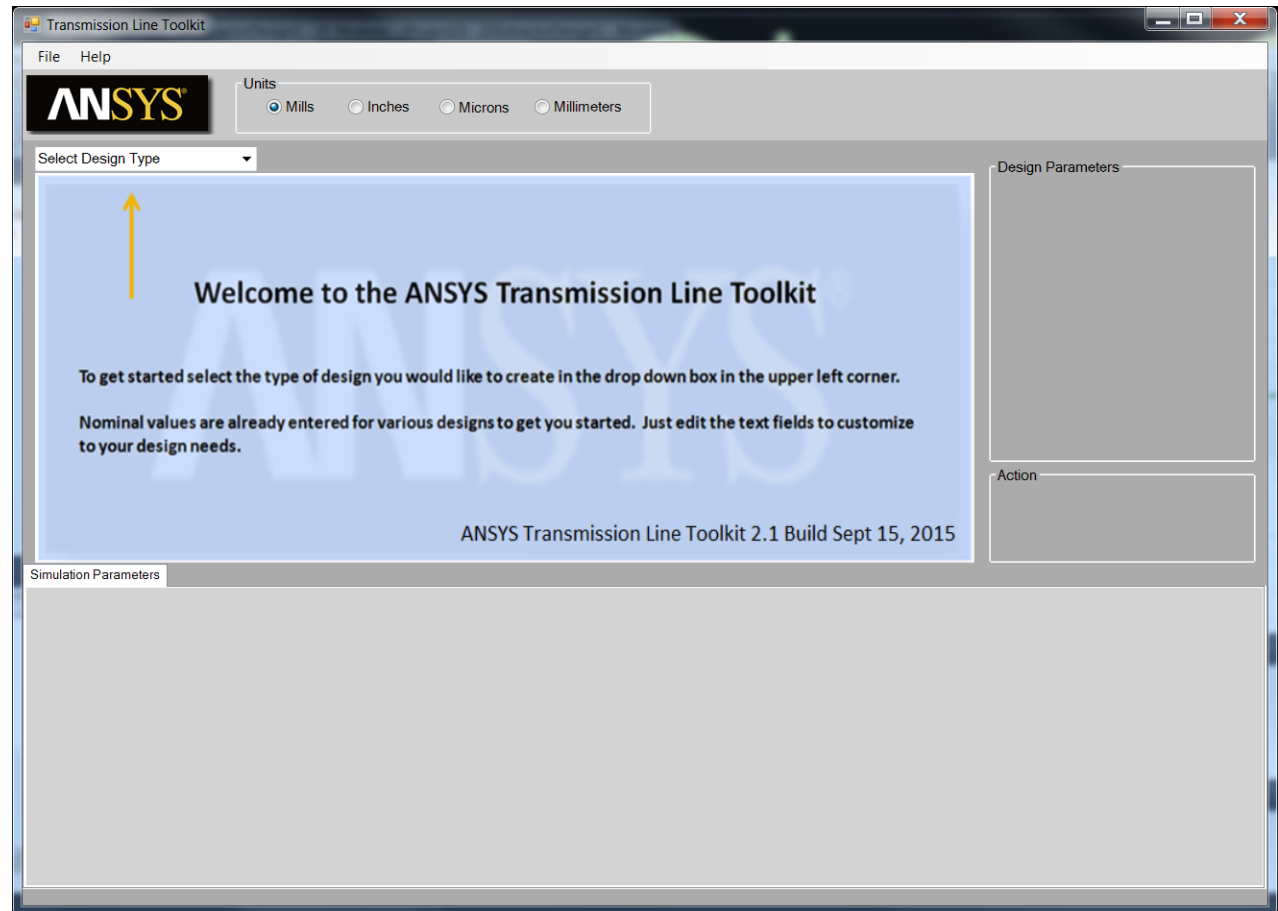 Transmission Line Toolkit
File Help
ANSYS®
Units
Mills Inches Microns Millimeters
Select Design Type
Design Parameters
ANSYS®
Welcome to the ANSYS Transmission Line Toolkit
To get started select the type of design you would like to create in the drop down box in the upper left corner.
Nominal values are already entered for various designs to get you started. Just edit the text fields to customize
to your design needs.
Action
ANSYS Transmission Line Toolkit 2.1 Build Sept 15, 2015
Simulation Parameters